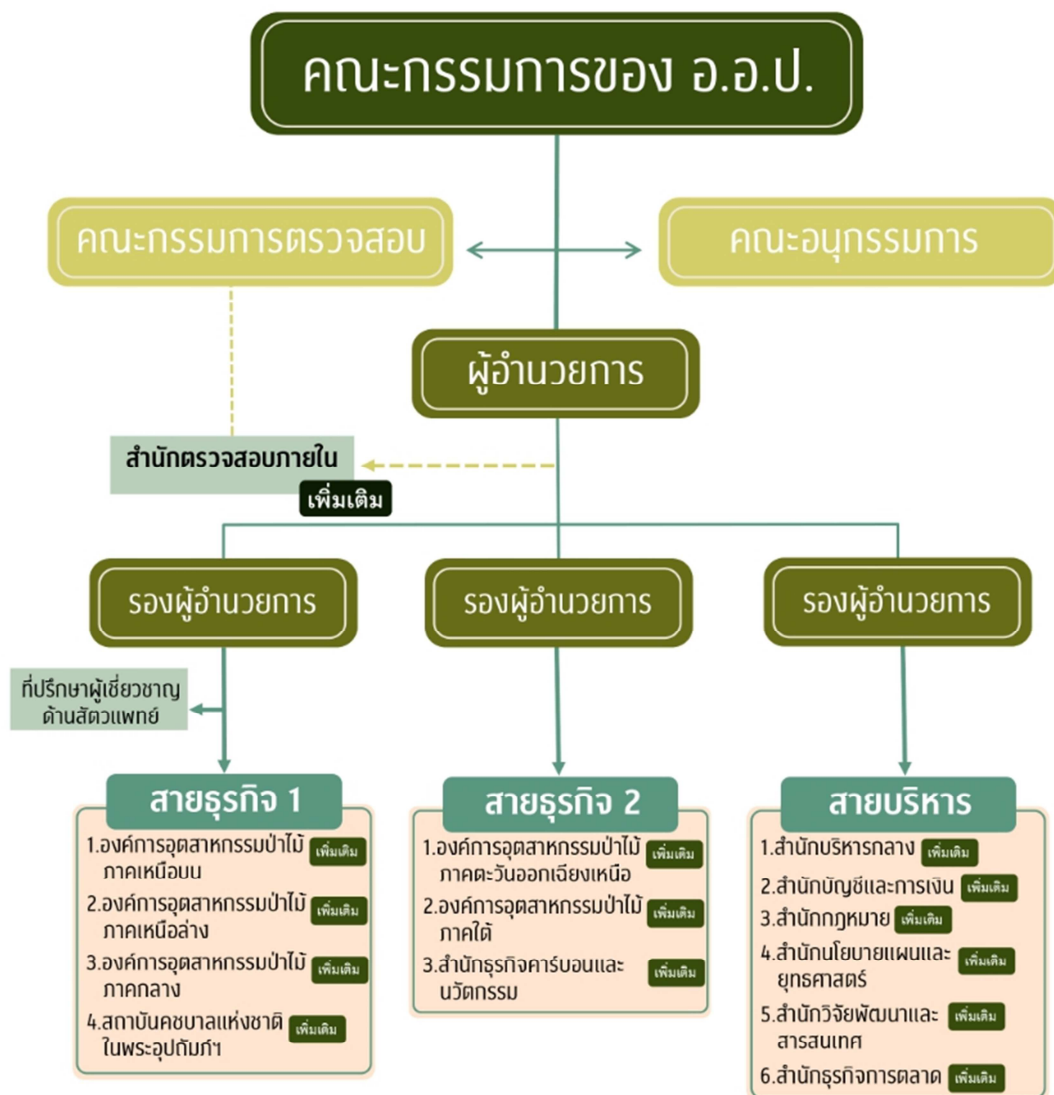 คณะกรรมการของ อ.อ.ป.
คณะกรรมการตรวจสอบ
คณะอนุกรรมการ
ผู้อำนวยการ
สำนักตรวจสอบภายใน
เพิ่มเติม
รองผู้อำนวยการ
รองผู้อำนวยการ
รองผู้อำนวยการ
ที่ปรึกษาผู้เชี่ยวชาญ
ด้านสัตวแพทย์
สายธุรกิจ 1
1.องค์การอุตสาหกรรมป่าไม้ เพิ่มเติม
ภาคเหนือบน
2.องค์การอุตสาหกรรมป่าไม้ เพิ่มเติม
ภาคเหนือล่าง
3.องค์การอุตสาหกรรมป่าไม้ เพิ่มเติม
ภาคกลาง
4.สถาบันคชบาลแห่งชาติ เพิ่มเติม
ในพระอุปถัมภ์ฯ
สายธุรกิจ 2
1.องค์การอุตสาหกรรมป่าไม้ เพิ่มเติม
ภาคตะวันออกเฉียงเหนือ
2.องค์การอุตสาหกรรมป่าไม้ เพิ่มเติม
ภาคใต้
3.สำนักธุรกิจคาร์บอนและ เพิ่มเติม
นวัตกรรม
สายบริหาร
1.สำนักบริหารกลาง เพิ่มเติม
2.สำนักบัญชีและการเงิน เพิ่มเติม
3.สำนักกฎหมาย เพิ่มเติม
4.สำนักนโยบายแผนและ เพิ่มเติม
ยุทธศาสตร์
5.สำนักวิจัยพัฒนาและ เพิ่มเติม
สารสนเทศ
6.สำนักธุรกิจการตลาด เพิ่มเติม